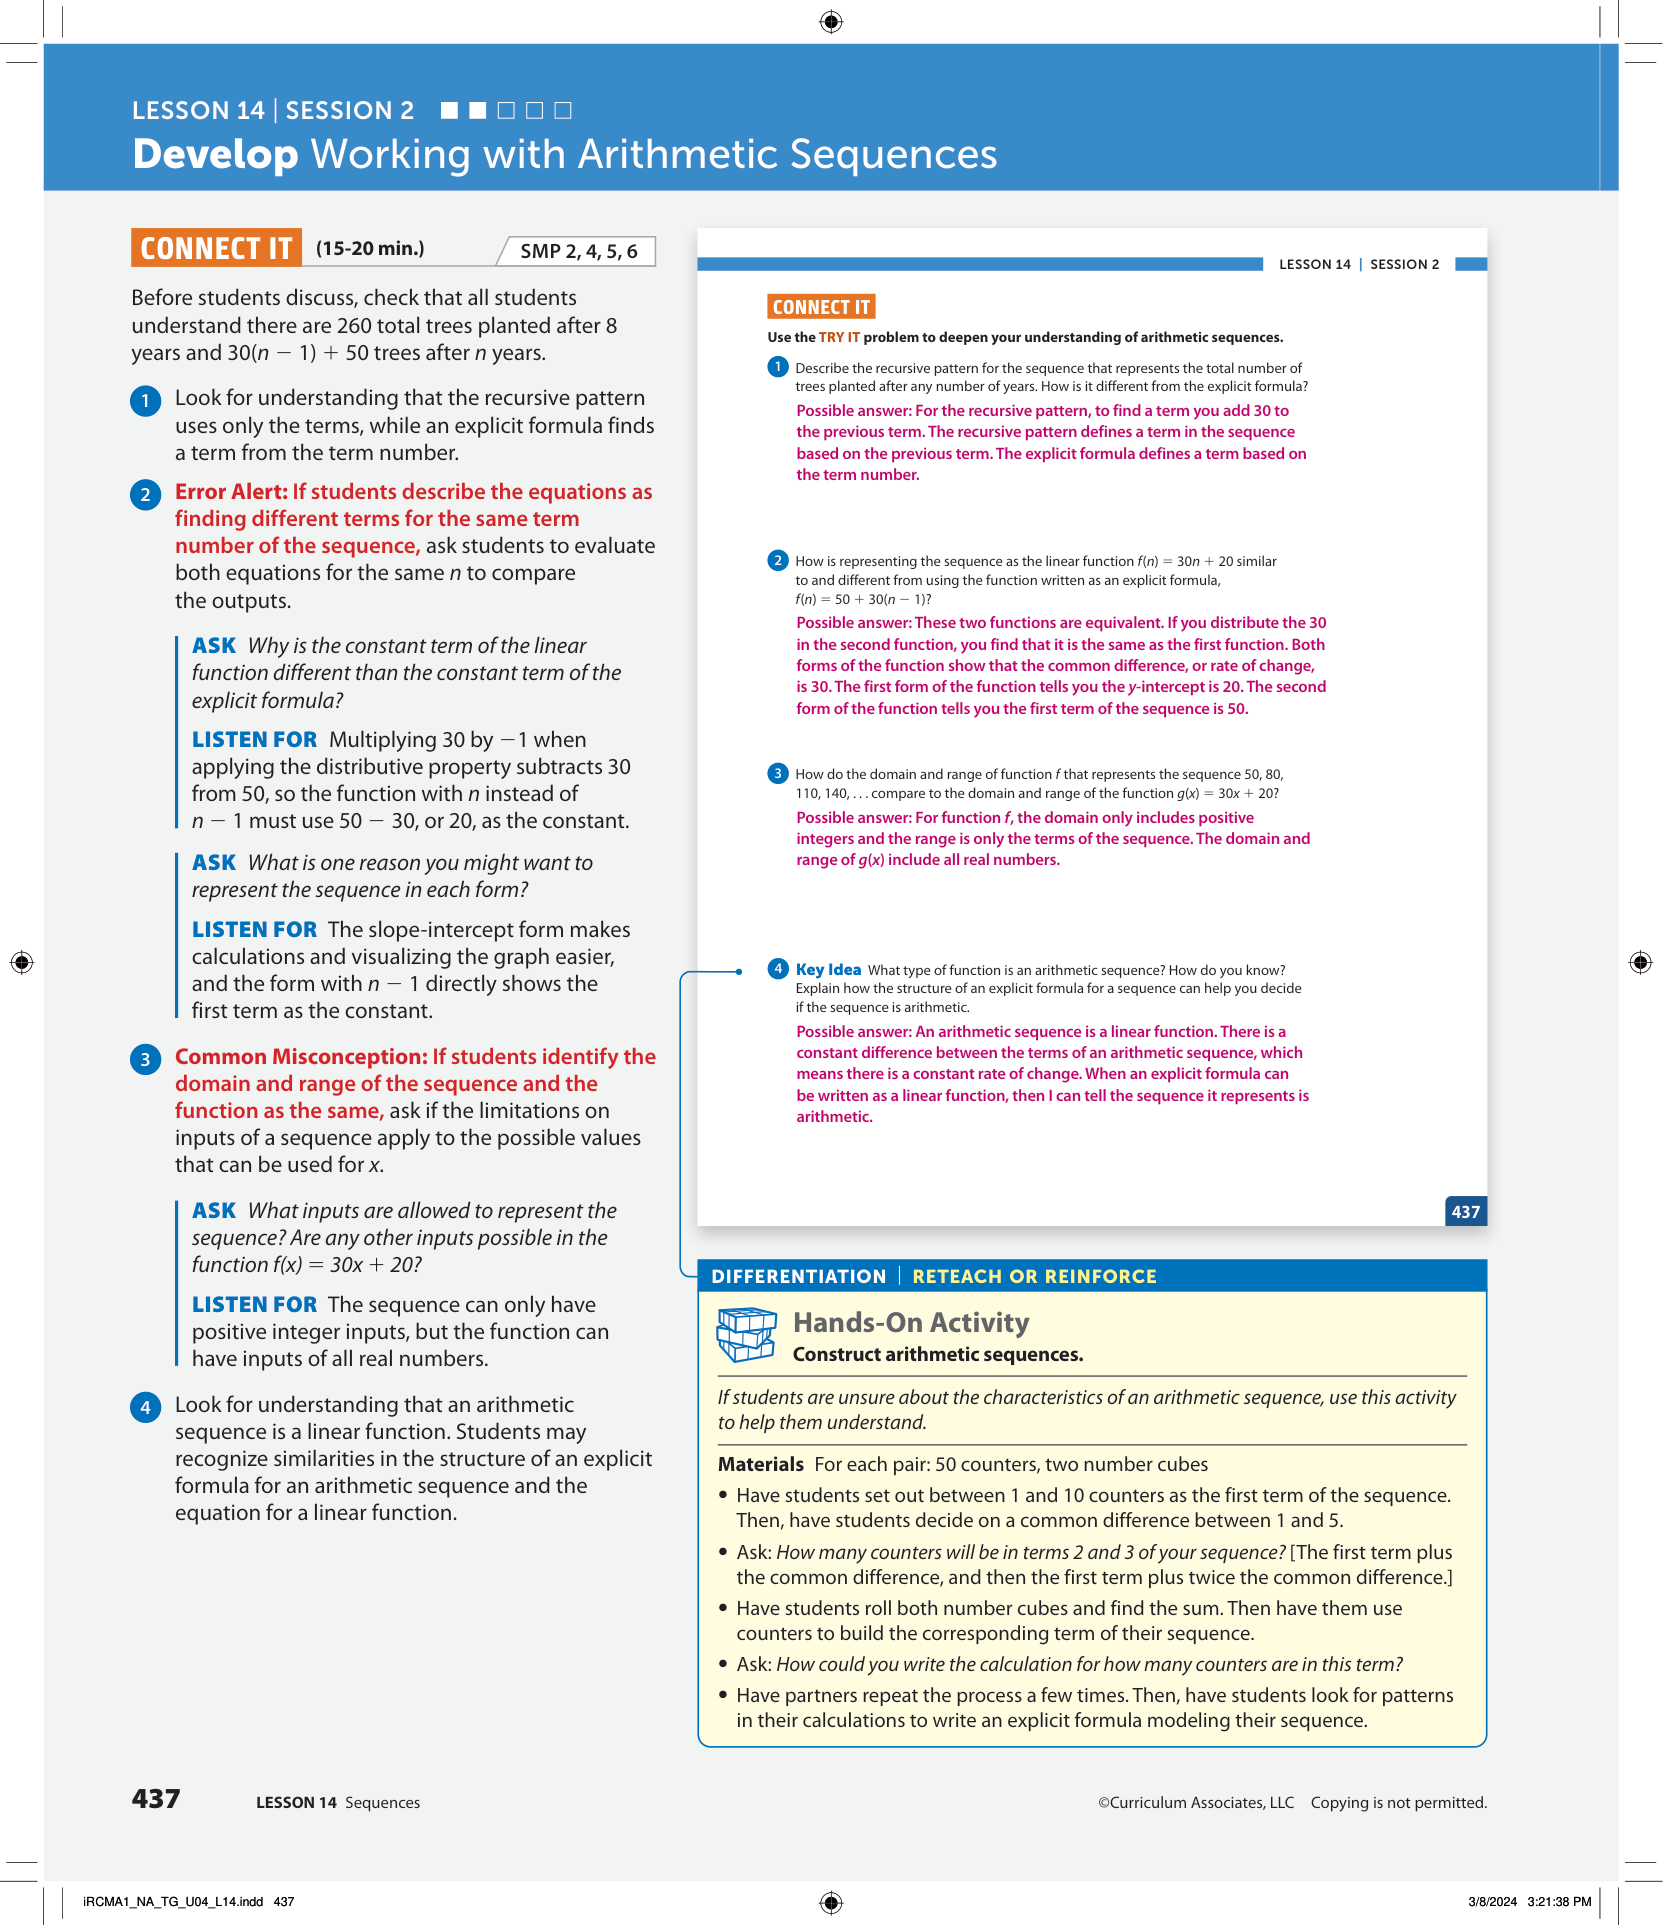 LESSON 14 | SESSION 2
Develop Working with Arithmetic Sequences
CONNECT IT (15-20 min.) SMP 2, 4, 5, 6
Before students discuss, check that all students
understand there are 260 total trees planted after 8
years and 30(n − 1) + 50 trees after n years.
1 Look for understanding that the recursive pattern
uses only the terms, while an explicit formula finds
a term from the term number.
2 Error Alert: If students describe the equations as
finding different terms for the same term
number of the sequence, ask students to evaluate
both equations for the same n to compare
the outputs.
ASK Why is the constant term of the linear
function different than the constant term of the
explicit formula?
LISTEN FOR Multiplying 30 by −1 when
applying the distributive property subtracts 30
from 50, so the function with n instead of
n − 1 must use 50 − 30, or 20, as the constant.
ASK What is one reason you might want to
represent the sequence in each form?
LISTEN FOR The slope-intercept form makes
calculations and visualizing the graph easier,
and the form with n − 1 directly shows the
first term as the constant.
3 Common Misconception: If students identify the
domain and range of the sequence and the
function as the same, ask if the limitations on
inputs of a sequence apply to the possible values
that can be used for x.
ASK What inputs are allowed to represent the
sequence? Are any other inputs possible in the
function f(x) = 30x + 20?
LISTEN FOR The sequence can only have
positive integer inputs, but the function can
have inputs of all real numbers.
4 Look for understanding that an arithmetic
sequence is a linear function. Students may
recognize similarities in the structure of an explicit
formula for an arithmetic sequence and the
equation for a linear function.
LESSON 14 | SESSION 2
CONNECT IT
Use the TRY IT problem to deepen your understanding of arithmetic sequences.
1 Describe the recursive pattern for the sequence that represents the total number of
trees planted after any number of years. How is it different from the explicit formula?
Possible answer: For the recursive pattern, to find a term you add 30 to
the previous term. The recursive pattern defines a term in the sequence
based on the previous term. The explicit formula defines a term based on
the term number.
2 How is representing the sequence as the linear function f(n) = 30n + 20 similar
to and different from using the function written as an explicit formula,
f(n) = 50 + 30(n − 1)?
Possible answer: These two functions are equivalent. If you distribute the 30
in the second function, you find that it is the same as the first function. Both
forms of the function show that the common difference, or rate of change,
is 30. The first form of the function tells you the y-intercept is 20. The second
form of the function tells you the first term of the sequence is 50.
3 How do the domain and range of function f that represents the sequence 50, 80,
110, 140, . . . compare to the domain and range of the function g(x) = 30x + 20?
Possible answer: For function f, the domain only includes positive
integers and the range is only the terms of the sequence. The domain and
range of g(x) include all real numbers.
4 Key Idea What type of function is an arithmetic sequence? How do you know?
Explain how the structure of an explicit formula for a sequence can help you decide
if the sequence is arithmetic.
Possible answer: An arithmetic sequence is a linear function. There is a
constant difference between the terms of an arithmetic sequence, which
means there is a constant rate of change. When an explicit formula can
be written as a linear function, then I can tell the sequence it represents is
arithmetic.
437
DIFFERENTIATION | RETEACH OR REINFORCE
Hands-On Activity
Construct arithmetic sequences.
If students are unsure about the characteristics of an arithmetic sequence, use this activity
to help them understand.
Materials For each pair: 50 counters, two number cubes
• Have students set out between 1 and 10 counters as the first term of the sequence.
Then, have students decide on a common difference between 1 and 5.
• Ask: How many counters will be in terms 2 and 3 of your sequence? [The first term plus
the common difference, and then the first term plus twice the common difference.]
• Have students roll both number cubes and find the sum. Then have them use
counters to build the corresponding term of their sequence.
• Ask: How could you write the calculation for how many counters are in this term?
• Have partners repeat the process a few times. Then, have students look for patterns
in their calculations to write an explicit formula modeling their sequence.
437 LESSON 14 Sequences ©Curriculum Associates, LLC Copying is not permitted.
iRCMA1_NA_TG_U04_L14.indd 437 3/8/2024 3:21:38 PM